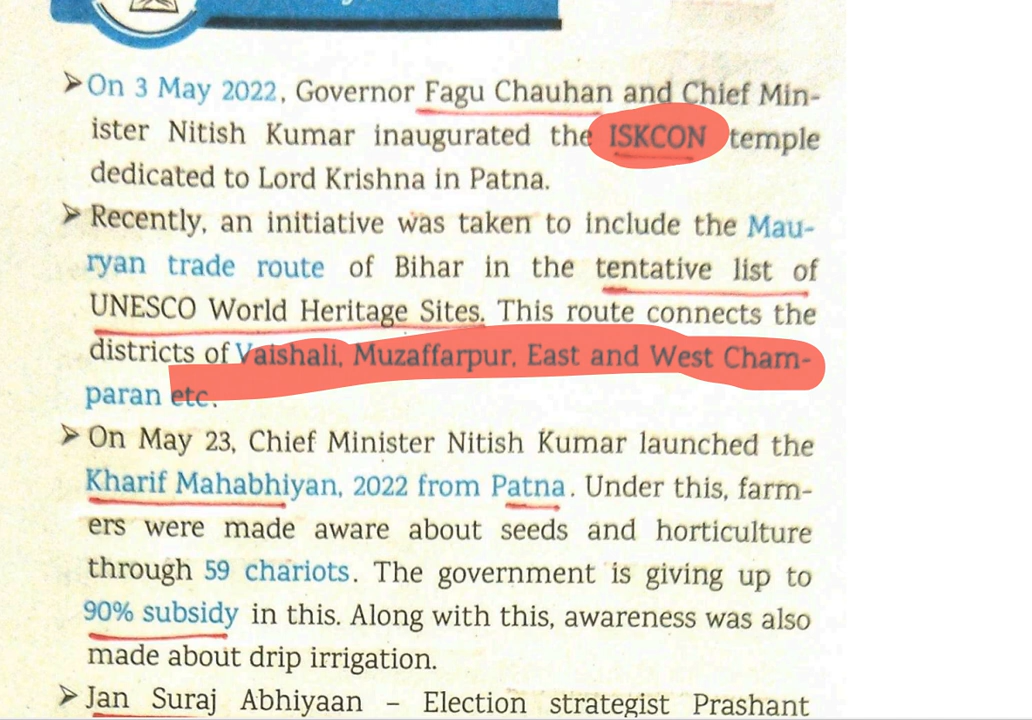 ➤ On 3 May 2022, Governor Fagu Chauhan and Chief Min-
ister Nitish Kumar inaugurated the ISKCON temple
dedicated to Lord Krishna in Patna.
➤ Recently, an initiative was taken to include the Mau-
ryan trade route of Bihar in the tentative list of
UNESCO World Heritage Sites. This route connects the
districts of Vaishali, Muzaffarpur, East and West Cham-
paran etc.
➤ On May 23, Chief Minister Nitish Kumar launched the
Kharif Mahabhiyan, 2022 from Patna. Under this, farm-
ers were made aware about seeds and horticulture
through 59 chariots. The government is giving up to
90% subsidy in this. Along with this, awareness was also
made about drip irrigation.
➤ Jan Suraj Abhiyaan – Election strategist Prashant